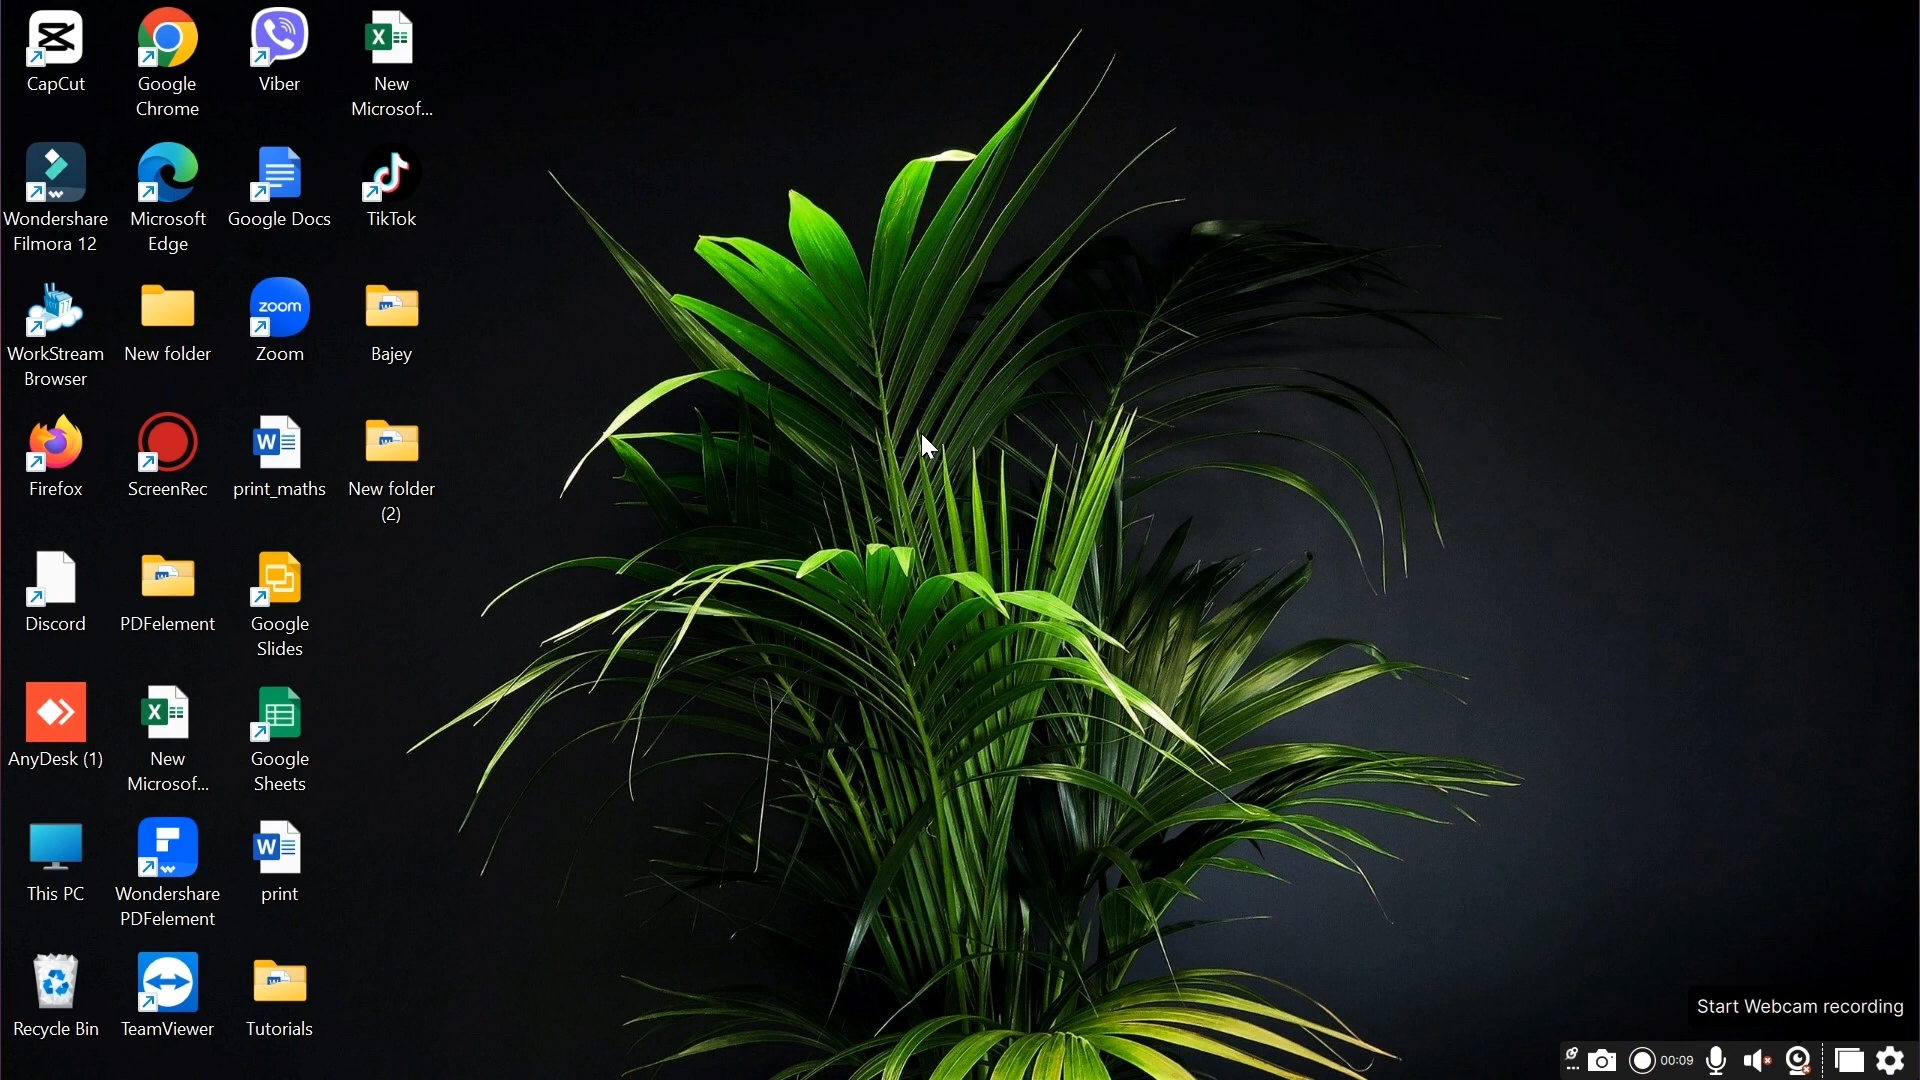 CapCut
Google
Chrome
Viber
New
Microsof...
Wondershare
Filmora 12
Microsoft
Edge
Google Docs
TikTok
WorkStream
Browser
New folder
zoom
Zoom
Bajey
Firefox
ScreenRec
print_maths
New folder
(2)
Discord
PDFelement
Google
Slides
AnyDesk (1)
New
Microsof...
Google
Sheets
This PC
Wondershare
PDFelement
print
Recycle Bin
TeamViewer
Tutorials
Start Webcam recording
00:09